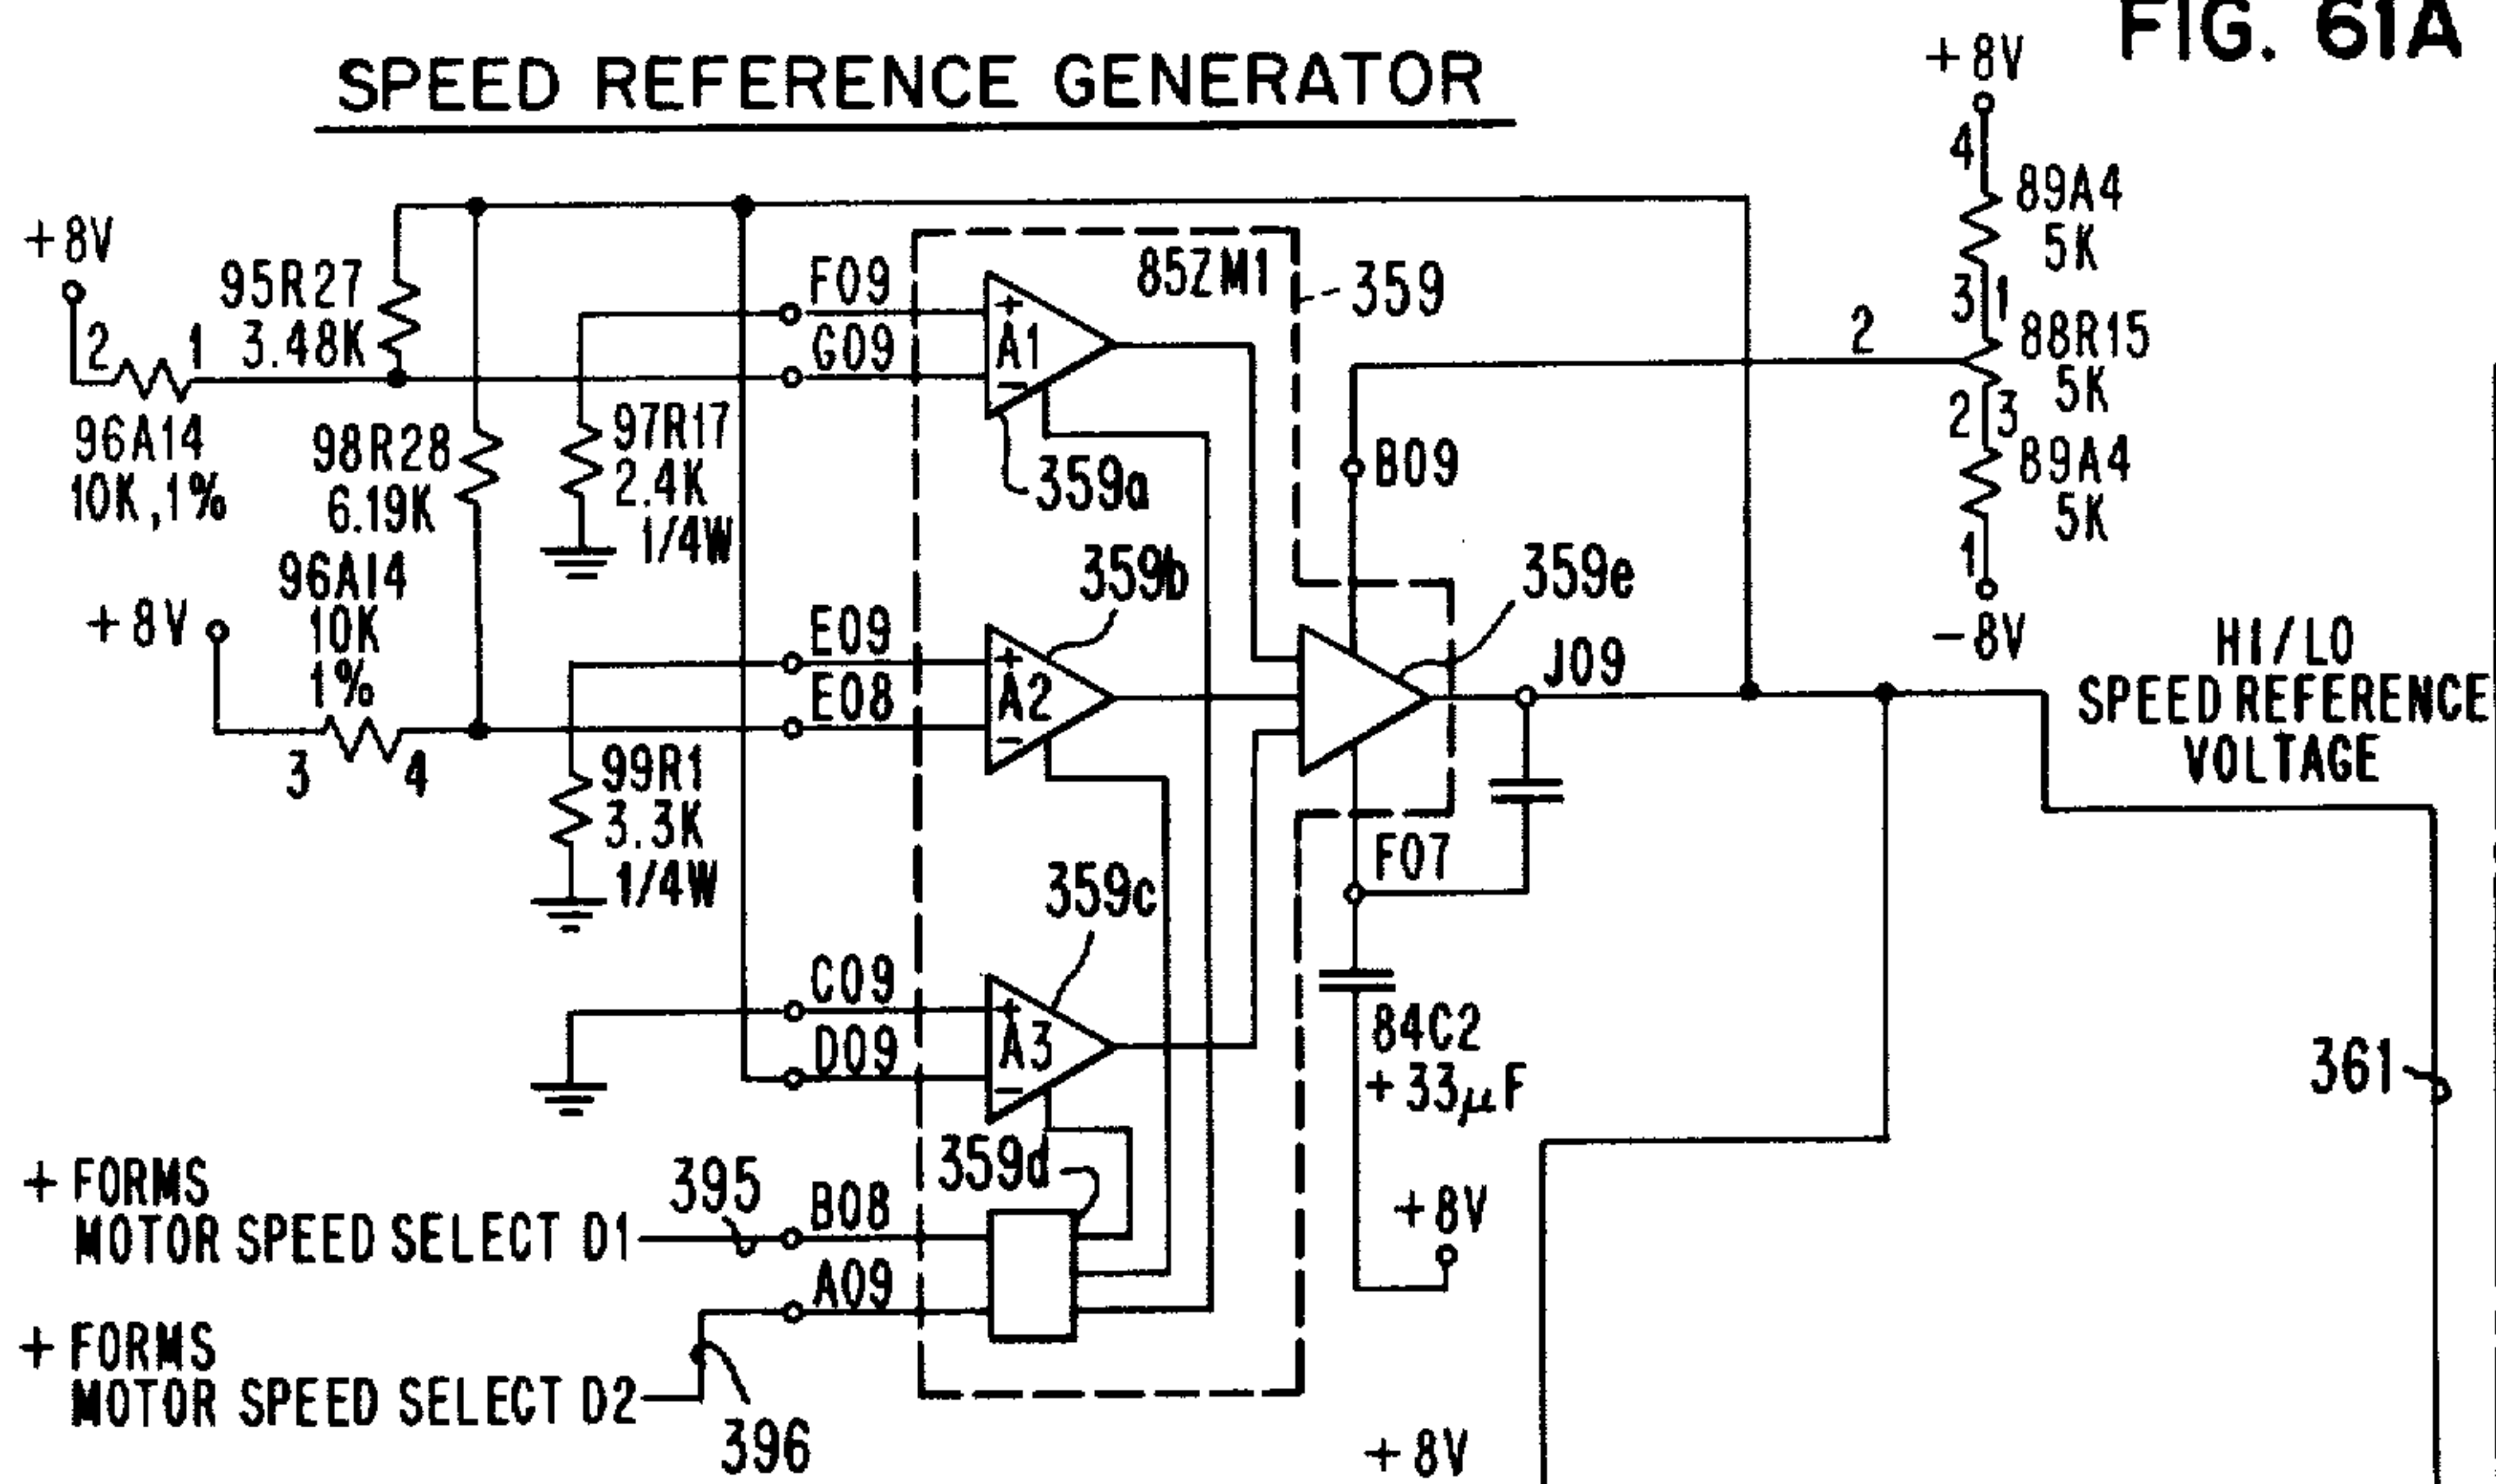 FIG. 61A
SPEED REFERENCE GENERATOR
+8V
4
89A4
5K
3 1
88R15
5K
2
2 3
89A4
5K
1
-8V
+8V
2
1
95R27
3.48K
96A14
10K,1%
98R28
6.19K
97R17
2.4K
1/4W
F09
G09
+
A1
-
85ZM1
359
359a
B09
96A14
10K
1%
+8V
3
4
99R1
3.3K
1/4W
E09
E08
359b
+
A2
-
359e
J09
HI/LO
SPEED REFERENCE
VOLTAGE
F07
359c
C09
D09
+
A3
-
84C2
+33µF
361
359d
+8V
+ FORMS
MOTOR SPEED SELECT D1
395
B08
A09
+ FORMS
MOTOR SPEED SELECT D2
396
+8V